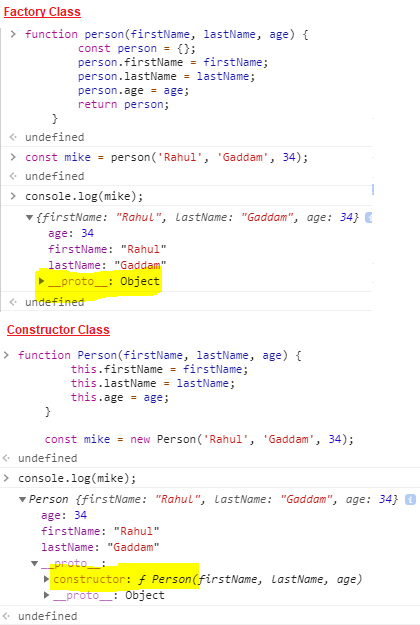 Factory Class
> function person(firstName, lastName, age) {
const person = {};
person.firstName = firstName;
person.lastName = lastName;
person.age = age;
return person;
}
undefined
> const mike = person('Rahul', 'Gaddam', 34);
undefined
> console.log(mike);
▼{firstName: "Rahul", lastName: "Gaddam", age: 34} i
age: 34
firstName: "Rahul"
lastName: "Gaddam"
▶__proto__: Object
undefined
Constructor Class
> function Person(firstName, lastName, age) {
this.firstName = firstName;
this.lastName = lastName;
this.age = age;
}
const mike = new Person('Rahul', 'Gaddam', 34);
undefined
> console.log(mike);
▼Person {firstName: "Rahul", lastName: "Gaddam", age: 34} i
age: 34
firstName: "Rahul"
lastName: "Gaddam"
▼__proto__:
▶constructor: ƒ Person(firstName, lastName, age)
▶__proto__: Object
undefined